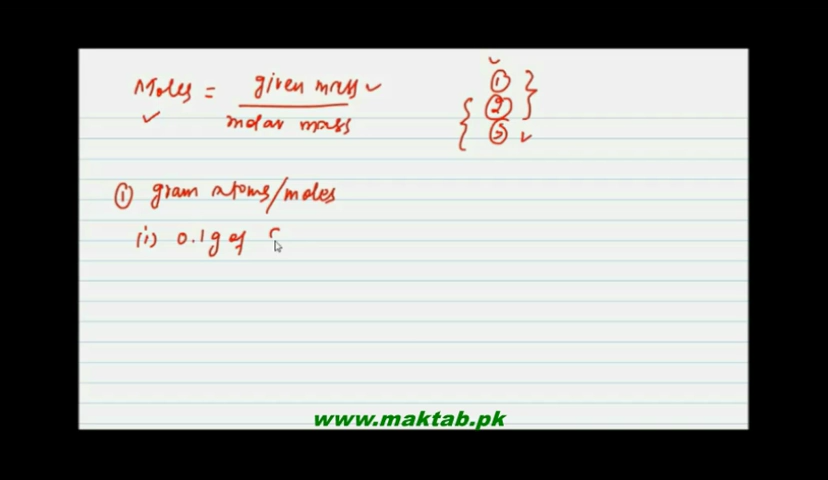 Moles = given mass
molar mass
①
②
③
① gram atoms/moles
(i) 0.1g of
www.maktab.pk